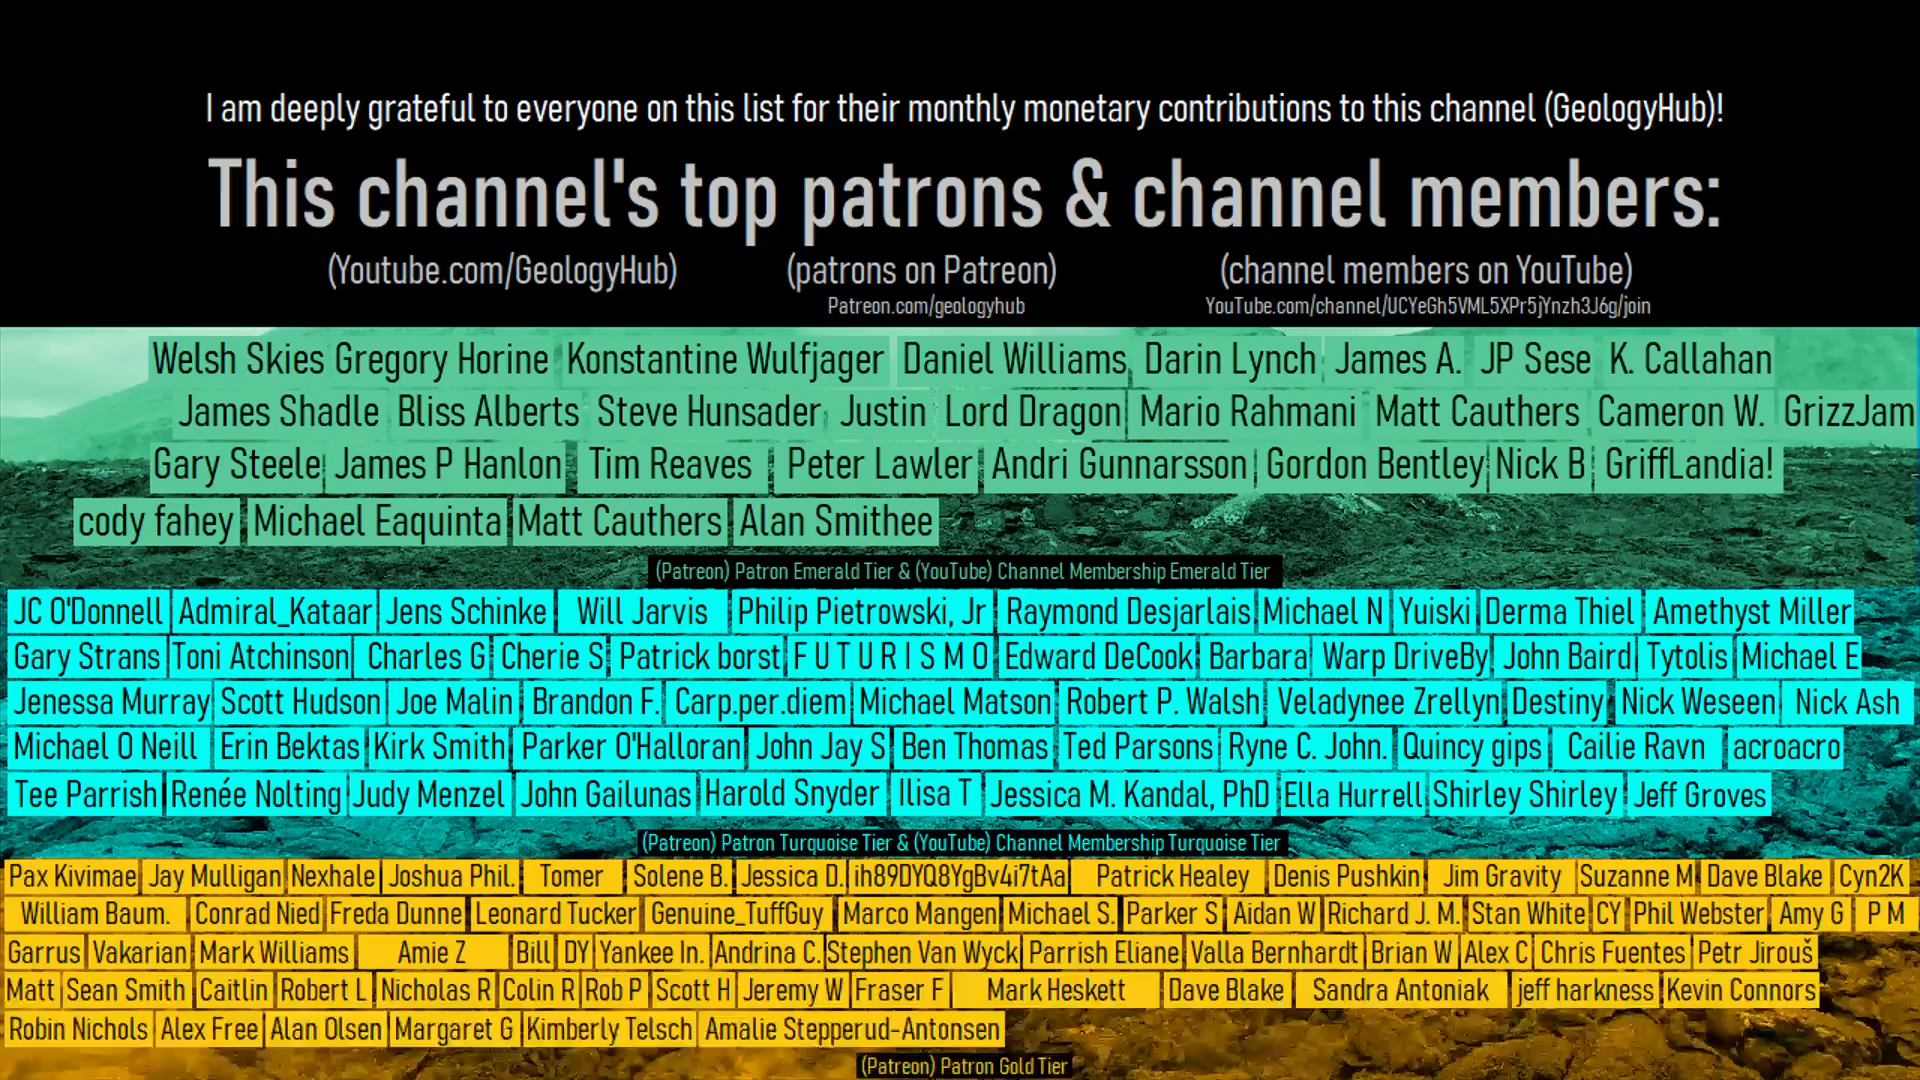 I am deeply grateful to everyone on this list for their monthly monetary contributions to this channel (GeologyHub)!
This channel's top patrons & channel members:
(Youtube.com/GeologyHub) (patrons on Patreon) (channel members on YouTube)
Patreon.com/geologyhub YouTube.com/channel/UCYeGh5VML5XPr5jYnzh3J6g/join
Welsh Skies Gregory Horine Konstantine Wulfjager Daniel Williams Darin Lynch James A. JP Sese K. Callahan
James Shadle Bliss Alberts Steve Hunsader Justin Lord Dragon Mario Rahmani Matt Cauthers Cameron W. GrizzJam
Gary Steele James P Hanlon Tim Reaves Peter Lawler Andri Gunnarsson Gordon Bentley Nick B GriffLandia!
cody fahey Michael Eaquinta Matt Cauthers Alan Smithee
(Patreon) Patron Emerald Tier & (YouTube) Channel Membership Emerald Tier
JC O'Donnell Admiral_Kataar Jens Schinke Will Jarvis Philip Pietrowski, Jr Raymond Desjarlais Michael N Yuiski Derma Thiel Amethyst Miller
Gary Strans Toni Atchinson Charles G Cherie S Patrick borst F U T U R I S M O Edward DeCook Barbara Warp DriveBy John Baird Tytolis Michael E
Jenessa Murray Scott Hudson Joe Malin Brandon F. Carp.per.diem Michael Matson Robert P. Walsh Veladynee Zrellyn Destiny Nick Weseen Nick Ash
Michael O Neill Erin Bektas Kirk Smith Parker O'Halloran John Jay S Ben Thomas Ted Parsons Ryne C. John. Quincy gips Cailie Ravn acroacro
Tee Parrish Renée Nolting Judy Menzel John Gailunas Harold Snyder Ilisa T Jessica M. Kandal, PhD Ella Hurrell Shirley Shirley Jeff Groves
(Patreon) Patron Turquoise Tier & (YouTube) Channel Membership Turquoise Tier
Pax Kivimae Jay Mulligan Nexhale Joshua Phil. Tomer Solene B. Jessica D. ih89DYQ8YgBv4i7tAa Patrick Healey Denis Pushkin Jim Gravity Suzanne M Dave Blake Cyn2K
William Baum. Conrad Nied Freda Dunne Leonard Tucker Genuine_TuffGuy Marco Mangen Michael S. Parker S Aidan W Richard J. M. Stan White CY Phil Webster Amy G P M
Garrus Vakarian Mark Williams Amie Z Bill DY Yankee In. Andrina C. Stephen Van Wyck Parrish Eliane Valla Bernhardt Brian W Alex C Chris Fuentes Petr Jirouš
Matt Sean Smith Caitlin Robert L Nicholas R Colin R Rob P Scott H Jeremy W Fraser F Mark Heskett Dave Blake Sandra Antoniak jeff harkness Kevin Connors
Robin Nichols Alex Free Alan Olsen Margaret G Kimberly Telsch Amalie Stepperud-Antonsen
(Patreon) Patron Gold Tier